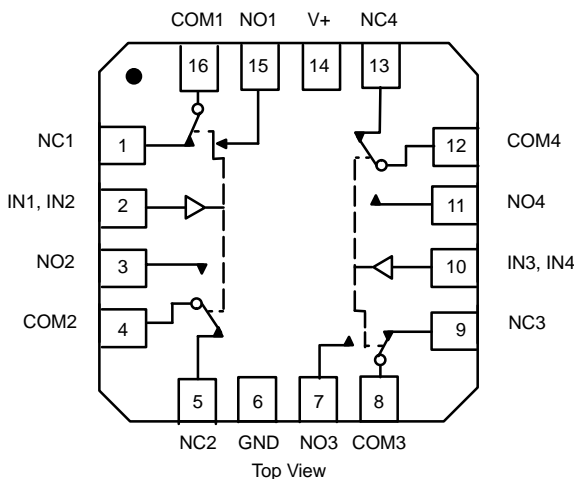 COM1 NO1 V+ NC4
16 15 14 13
NC1 1 12 COM4
IN1, IN2 2 11 NO4
NO2 3 10 IN3, IN4
COM2 4 9 NC3
5 6 7 8
NC2 GND NO3 COM3
Top View